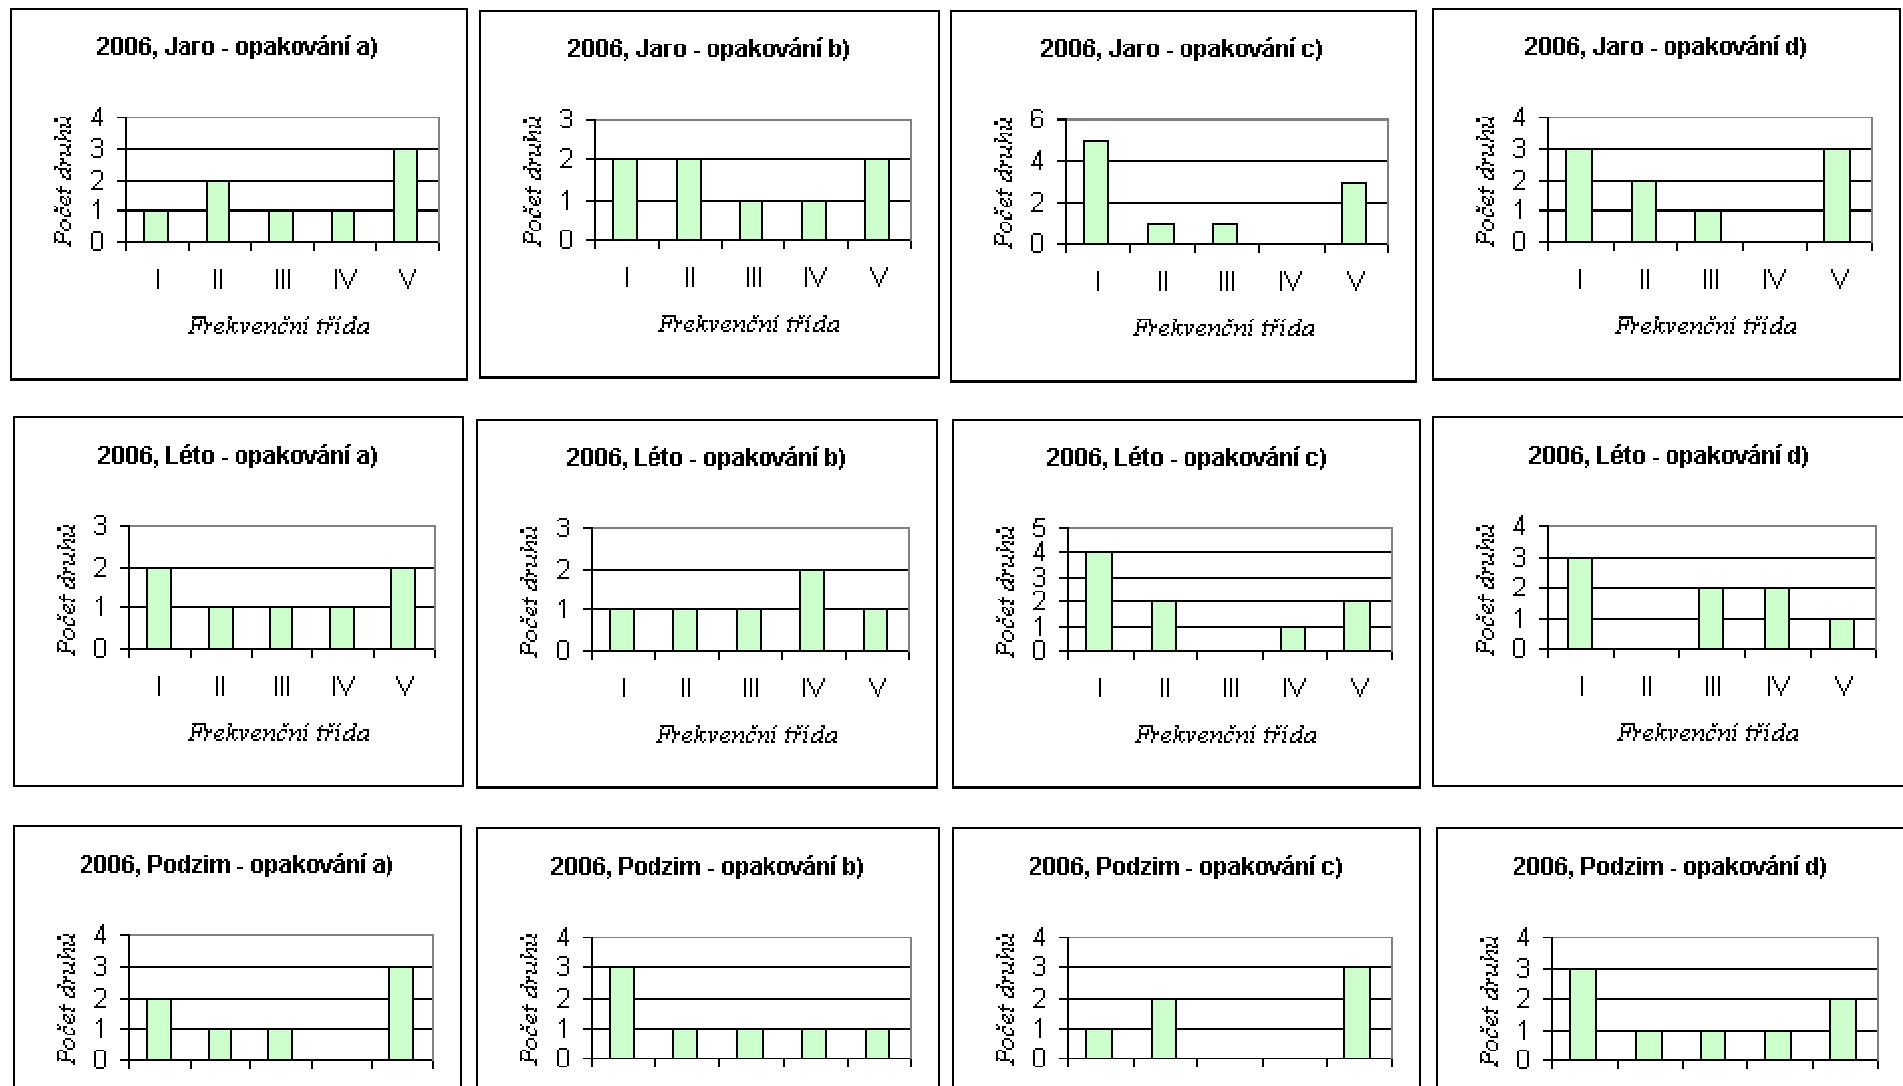 2006, Jaro - opakování a)
Počet druhů
4
3
2
1
0
I II III IV V
Frekvenční třída
2006, Jaro - opakování b)
Počet druhů
3
2
1
0
I II III IV V
Frekvenční třída
2006, Jaro - opakování c)
Počet druhů
6
4
2
0
I II III IV V
Frekvenční třída
2006, Jaro - opakování d)
Počet druhů
4
3
2
1
0
I II III IV V
Frekvenční třída
2006, Léto - opakování a)
Počet druhů
3
2
1
0
I II III IV V
Frekvenční třída
2006, Léto - opakování b)
Počet druhů
3
2
1
0
I II III IV V
Frekvenční třída
2006, Léto - opakování c)
Počet druhů
5
4
3
2
1
0
I II III IV V
Frekvenční třída
2006, Léto - opakování d)
Počet druhů
4
3
2
1
0
I II III IV V
Frekvenční třída
2006, Podzim - opakování a)
Počet druhů
4
3
2
1
0
2006, Podzim - opakování b)
Počet druhů
4
3
2
1
0
2006, Podzim - opakování c)
Počet druhů
4
3
2
1
0
2006, Podzim - opakování d)
Počet druhů
4
3
2
1
0